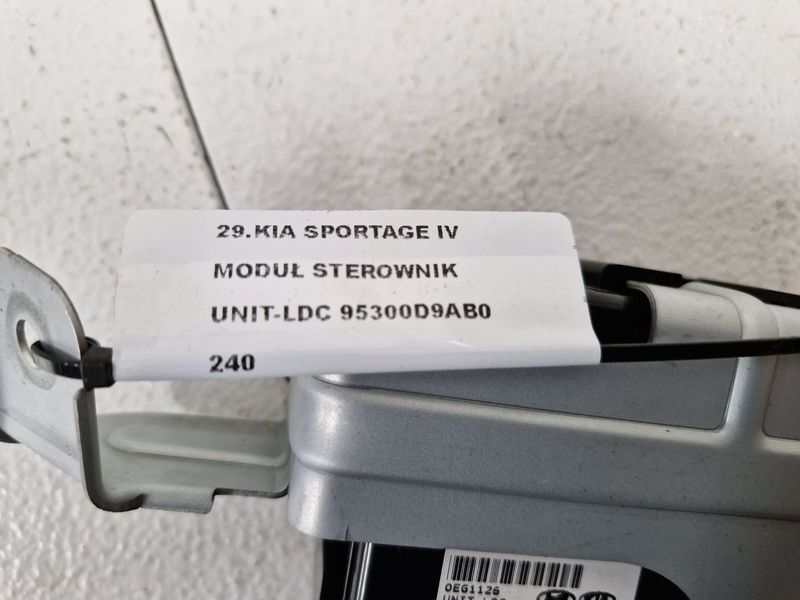 29.KIA SPORTAGE IV
MODUŁ STEROWNIK
UNIT-LDC 95300D9AB0
240
0EG1126